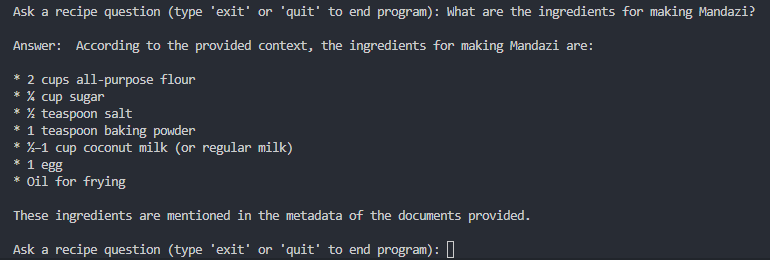 Ask a recipe question (type 'exit' or 'quit' to end program): What are the ingredients for making Mandazi?
Answer:  According to the provided context, the ingredients for making Mandazi are:
* 2 cups all-purpose flour
* ¼ cup sugar
* ½ teaspoon salt
* 1 teaspoon baking powder
* ½–1 cup coconut milk (or regular milk)
* 1 egg
* Oil for frying
These ingredients are mentioned in the metadata of the documents provided.
Ask a recipe question (type 'exit' or 'quit' to end program):